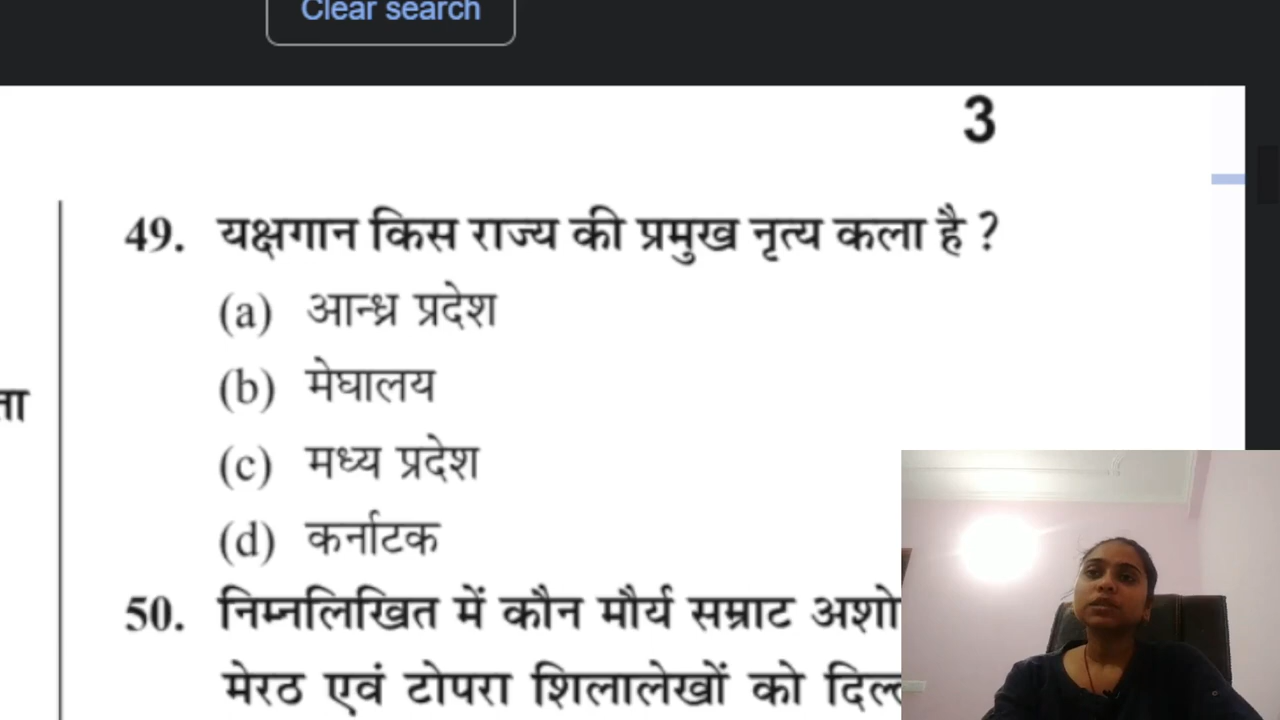 Clear search
3
49. यक्षगान किस राज्य की प्रमुख नृत्य कला है ?
(a) आन्ध्र प्रदेश
(b) मेघालय
(c) मध्य प्रदेश
(d) कर्नाटक
50. निम्नलिखित में कौन मौर्य सम्राट
मेरठ एवं टोपरा शिलालेखों को